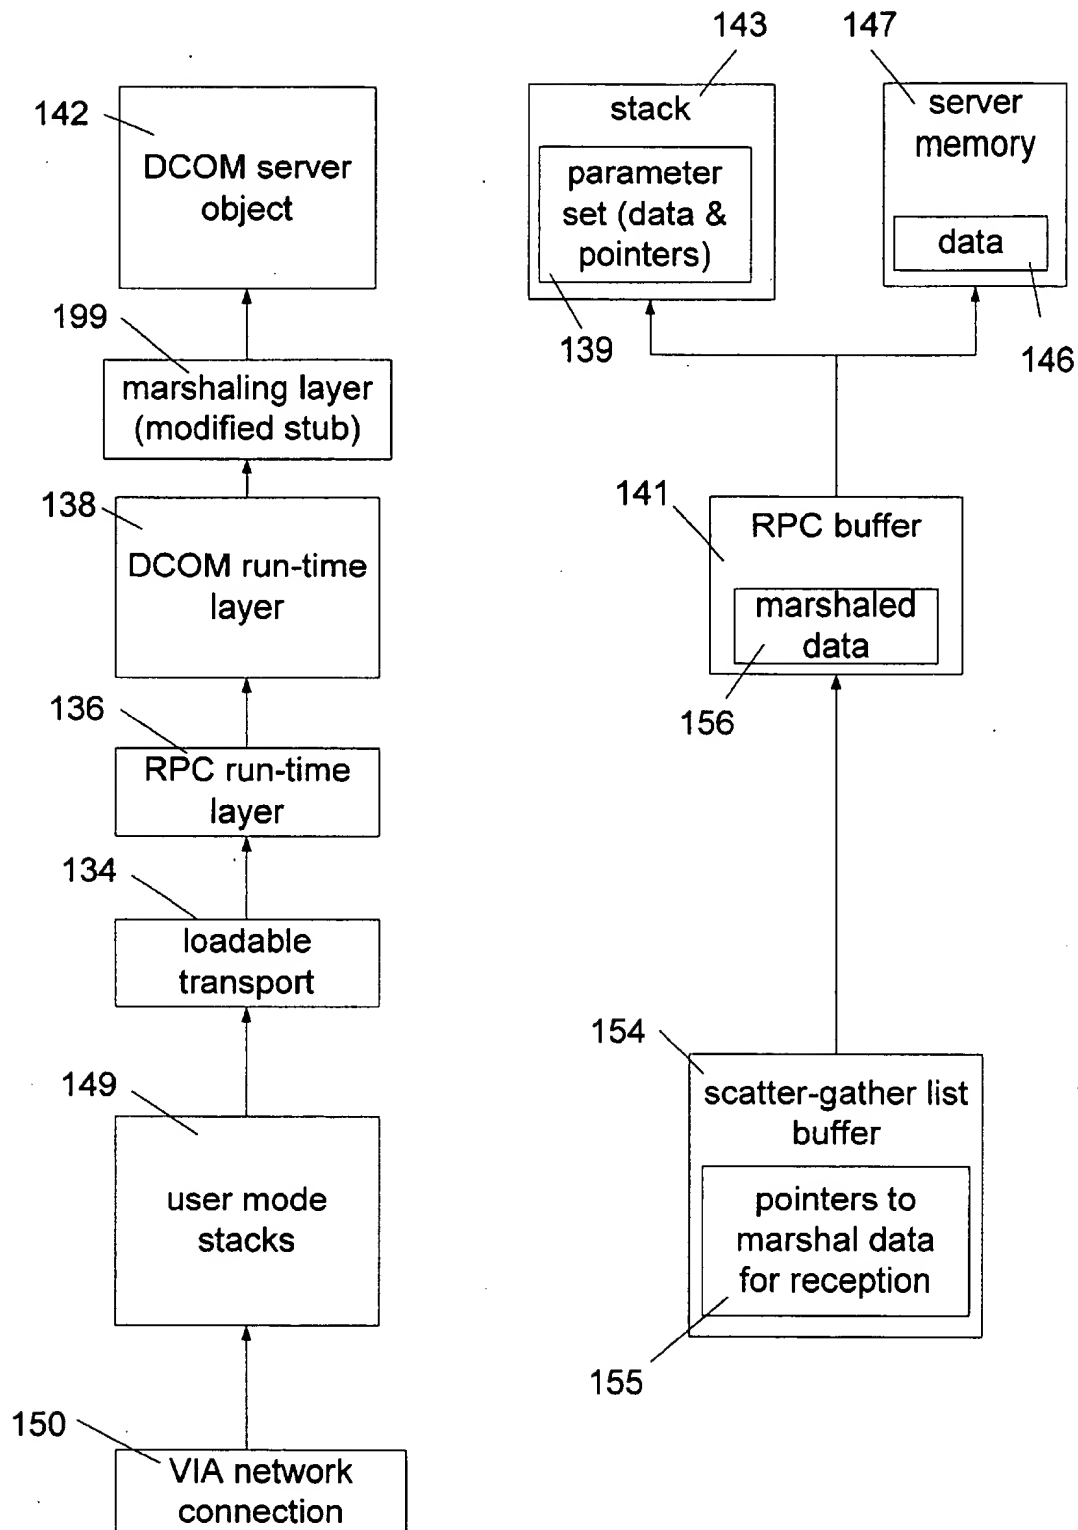 143
147
142
DCOM server
object
stack
parameter
set (data &
pointers)
139
server
memory
data
146
199
marshaling layer
(modified stub)
138
DCOM run-time
layer
141
RPC buffer
marshaled
data
156
136
RPC run-time
layer
134
loadable
transport
149
user mode
stacks
154
scatter-gather list
buffer
pointers to
marshal data
for reception
155
150
VIA network
connection